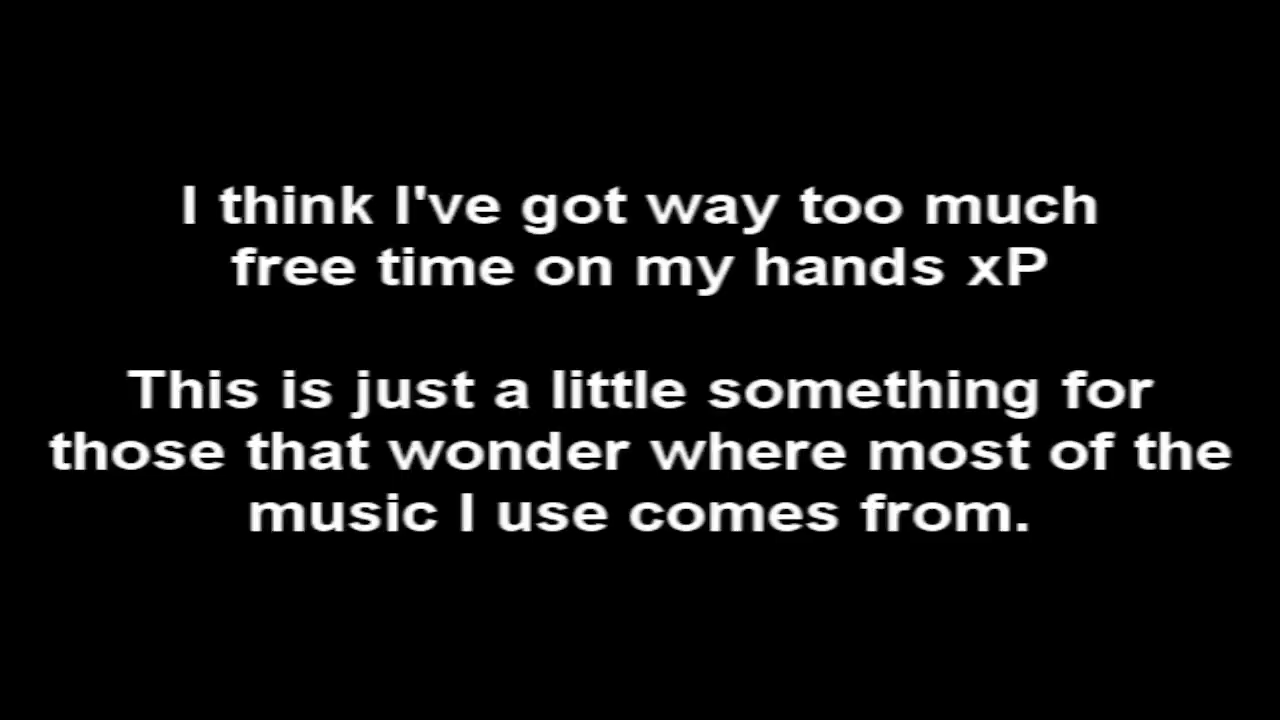 I think I've got way too much
free time on my hands xP
This is just a little something for
those that wonder where most of the
music I use comes from.